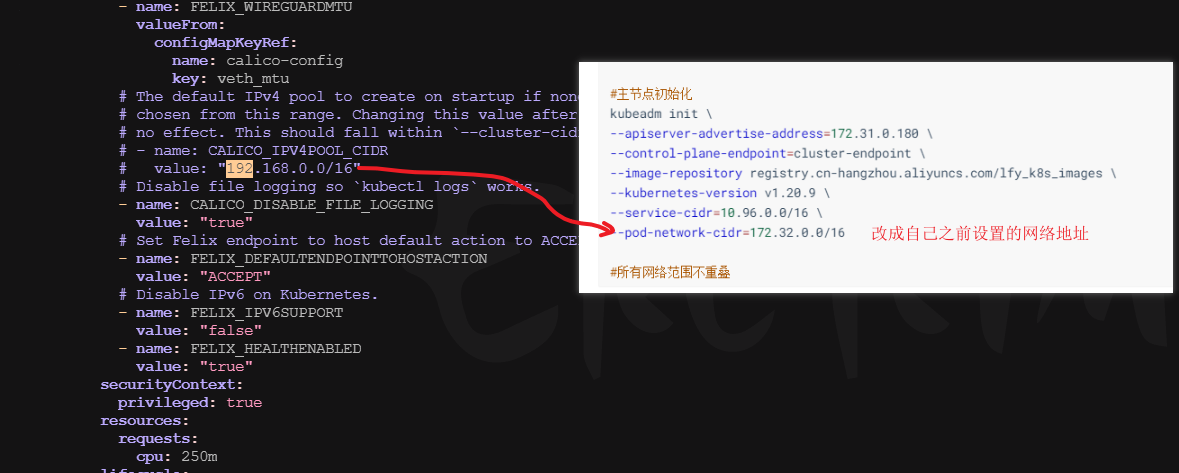 - name: FELIX_WIREGUARDMTU
valueFrom:
configMapKeyRef:
name: calico-config
key: veth_mtu
# The default IPv4 pool to create on startup if none
# chosen from this range. Changing this value after
# no effect. This should fall within `--cluster-cid
# - name: CALICO_IPV4POOL_CIDR
#   value: "192.168.0.0/16"
# Disable file logging so `kubectl logs` works.
- name: CALICO_DISABLE_FILE_LOGGING
value: "true"
# Set Felix endpoint to host default action to ACCE
- name: FELIX_DEFAULTENDPOINTTOHOSTACTION
value: "ACCEPT"
# Disable IPv6 on Kubernetes.
- name: FELIX_IPV6SUPPORT
value: "false"
- name: FELIX_HEALTHENABLED
value: "true"
securityContext:
privileged: true
resources:
requests:
cpu: 250m
#主节点初始化
kubeadm init \
--apiserver-advertise-address=172.31.0.180 \
--control-plane-endpoint=cluster-endpoint \
--image-repository registry.cn-hangzhou.aliyuncs.com/lfy_k8s_images \
--kubernetes-version v1.20.9 \
--service-cidr=10.96.0.0/16 \
--pod-network-cidr=172.32.0.0/16 改成自己之前设置的网络地址
#所有网络范围不重叠